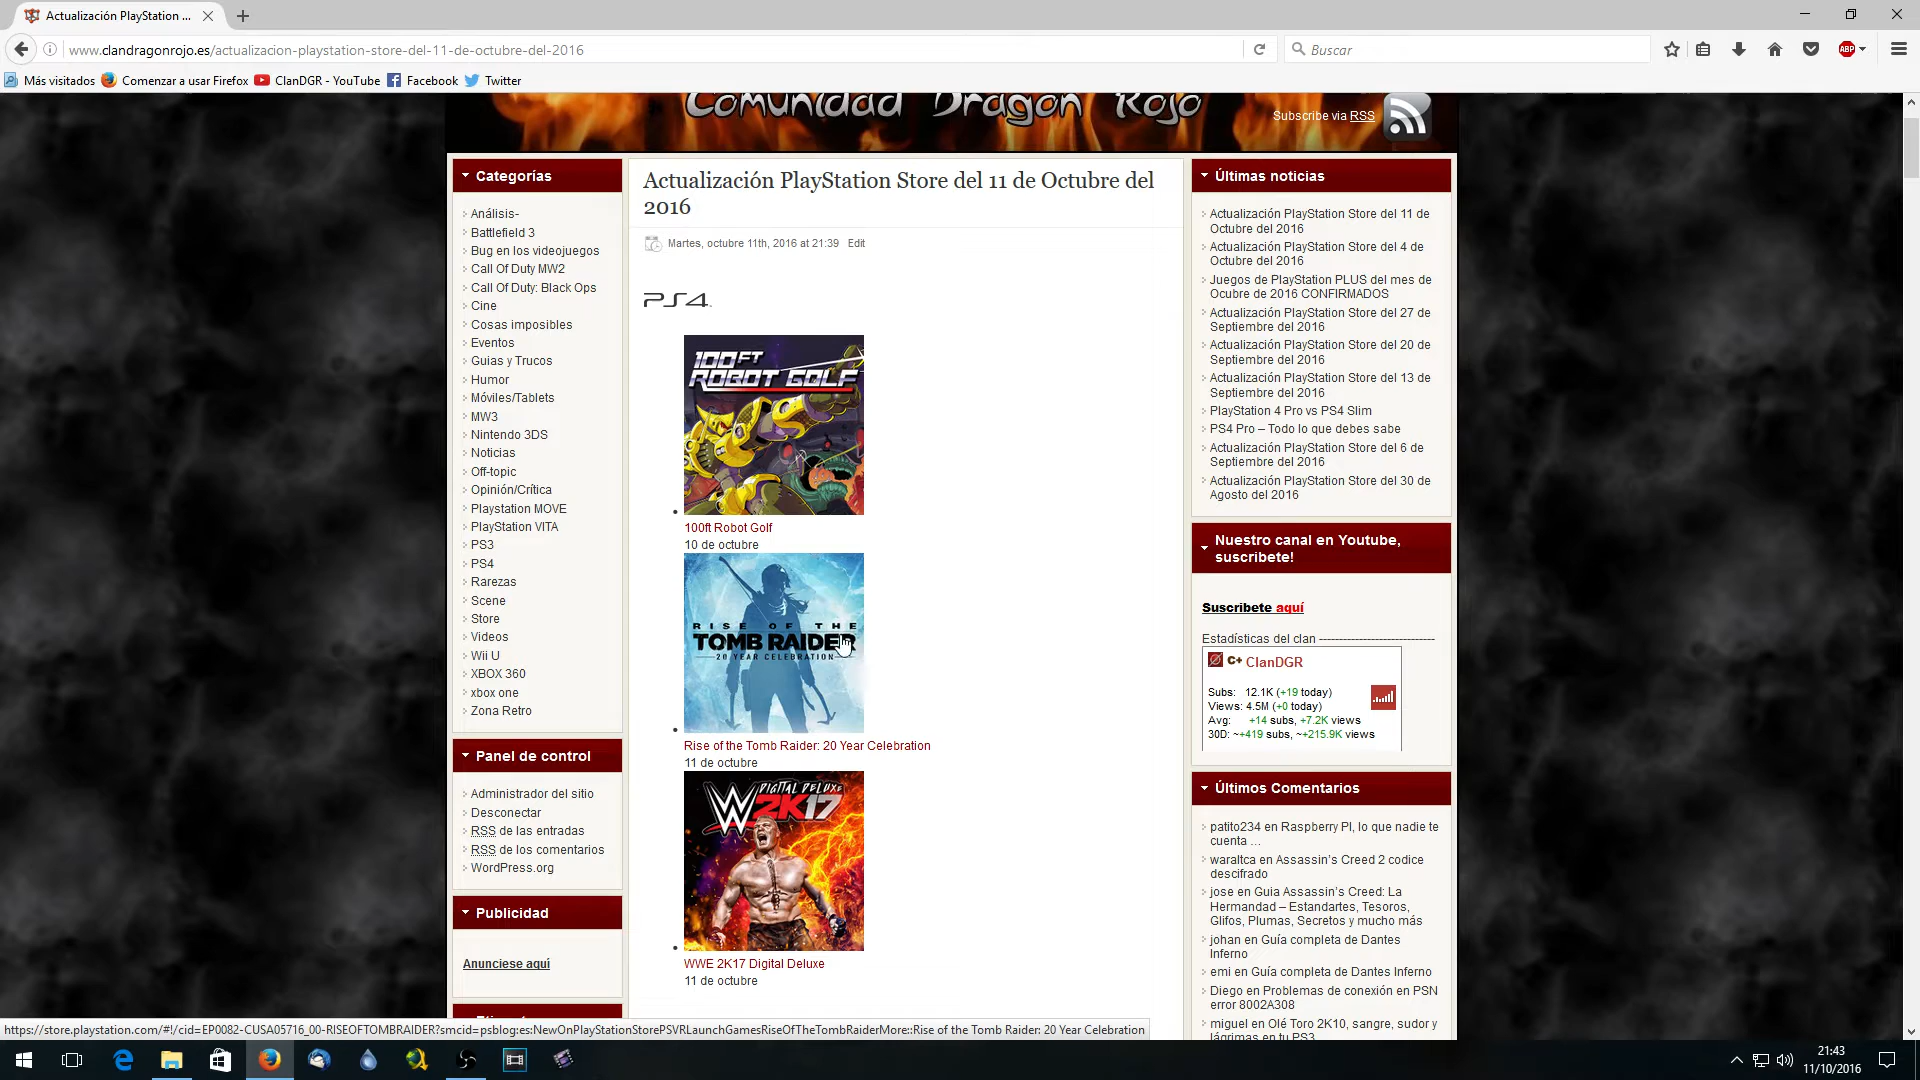 Actualización PlayStation ...
www.clandragonrojo.es/actualizacion-playstation-store-del-11-de-octubre-del-2016
Buscar
ABP
Más visitados
Comenzar a usar Firefox
ClanDGR - YouTube
Facebook
Twitter
Comunidad Dragon Rojo
Subscribe via RSS
Categorías
Análisis-
Battlefield 3
Bug en los videojuegos
Call Of Duty MW2
Call Of Duty: Black Ops
Cine
Cosas imposibles
Eventos
Guias y Trucos
Humor
Móviles/Tablets
MW3
Nintendo 3DS
Noticias
Off-topic
Opinión/Crítica
Playstation MOVE
PlayStation VITA
PS3
PS4
Rarezas
Scene
Store
Videos
Wii U
XBOX 360
xbox one
Zona Retro
Panel de control
Administrador del sitio
Desconectar
RSS de las entradas
RSS de los comentarios
WordPress.org
Publicidad
Anunciese aquí
Actualización PlayStation Store del 11 de Octubre del
2016
Martes, octubre 11th, 2016 at 21:39 Edit
PS4
100FT
ROBOT GOLF
100ft Robot Golf
10 de octubre
RISE OF THE
TOMB RAIDER
20 YEAR CELEBRATION
Rise of the Tomb Raider: 20 Year Celebration
11 de octubre
DIGITAL DELUXE
W 2K17
WWE 2K17 Digital Deluxe
11 de octubre
Últimas noticias
Actualización PlayStation Store del 11 de
Octubre del 2016
Actualización PlayStation Store del 4 de
Octubre del 2016
Juegos de PlayStation PLUS del mes de
Ocubre de 2016 CONFIRMADOS
Actualización PlayStation Store del 27 de
Septiembre del 2016
Actualización PlayStation Store del 20 de
Septiembre del 2016
Actualización PlayStation Store del 13 de
Septiembre del 2016
PlayStation 4 Pro vs PS4 Slim
PS4 Pro – Todo lo que debes sabe
Actualización PlayStation Store del 6 de
Septiembre del 2016
Actualización PlayStation Store del 30 de
Agosto del 2016
Nuestro canal en Youtube,
suscribete!
Suscribete aquí
Estadísticas del clan -----------------------------
C+ ClanDGR
Subs: 12.1K (+19 today)
Views: 4.5M (+0 today)
Avg: +14 subs, +7.2K views
30D: ~+419 subs, ~+215.9K views
Últimos Comentarios
patito234 en Raspberry PI, lo que nadie te
cuenta …
waraltca en Assassin's Creed 2 codice
descifrado
jose en Guia Assassin's Creed: La
Hermandad – Estandartes, Tesoros,
Glifos, Plumas, Secretos y mucho más
johan en Guía completa de Dantes
Inferno
emi en Guía completa de Dantes Inferno
Diego en Problemas de conexión en PSN
error 8002A308
miguel en Olé Toro 2K10, sangre, sudor y
lágrimas en tu PS3
https://store.playstation.com/#!/cid=EP0082-CUSA05716_00-RISEOFTOMBRAIDER?smcid=psblog:es:NewOnPlayStationStorePSVRLaunchGamesRiseOfTheTombRaiderMore::Rise of the Tomb Raider: 20 Year Celebration
21:43
11/10/2016